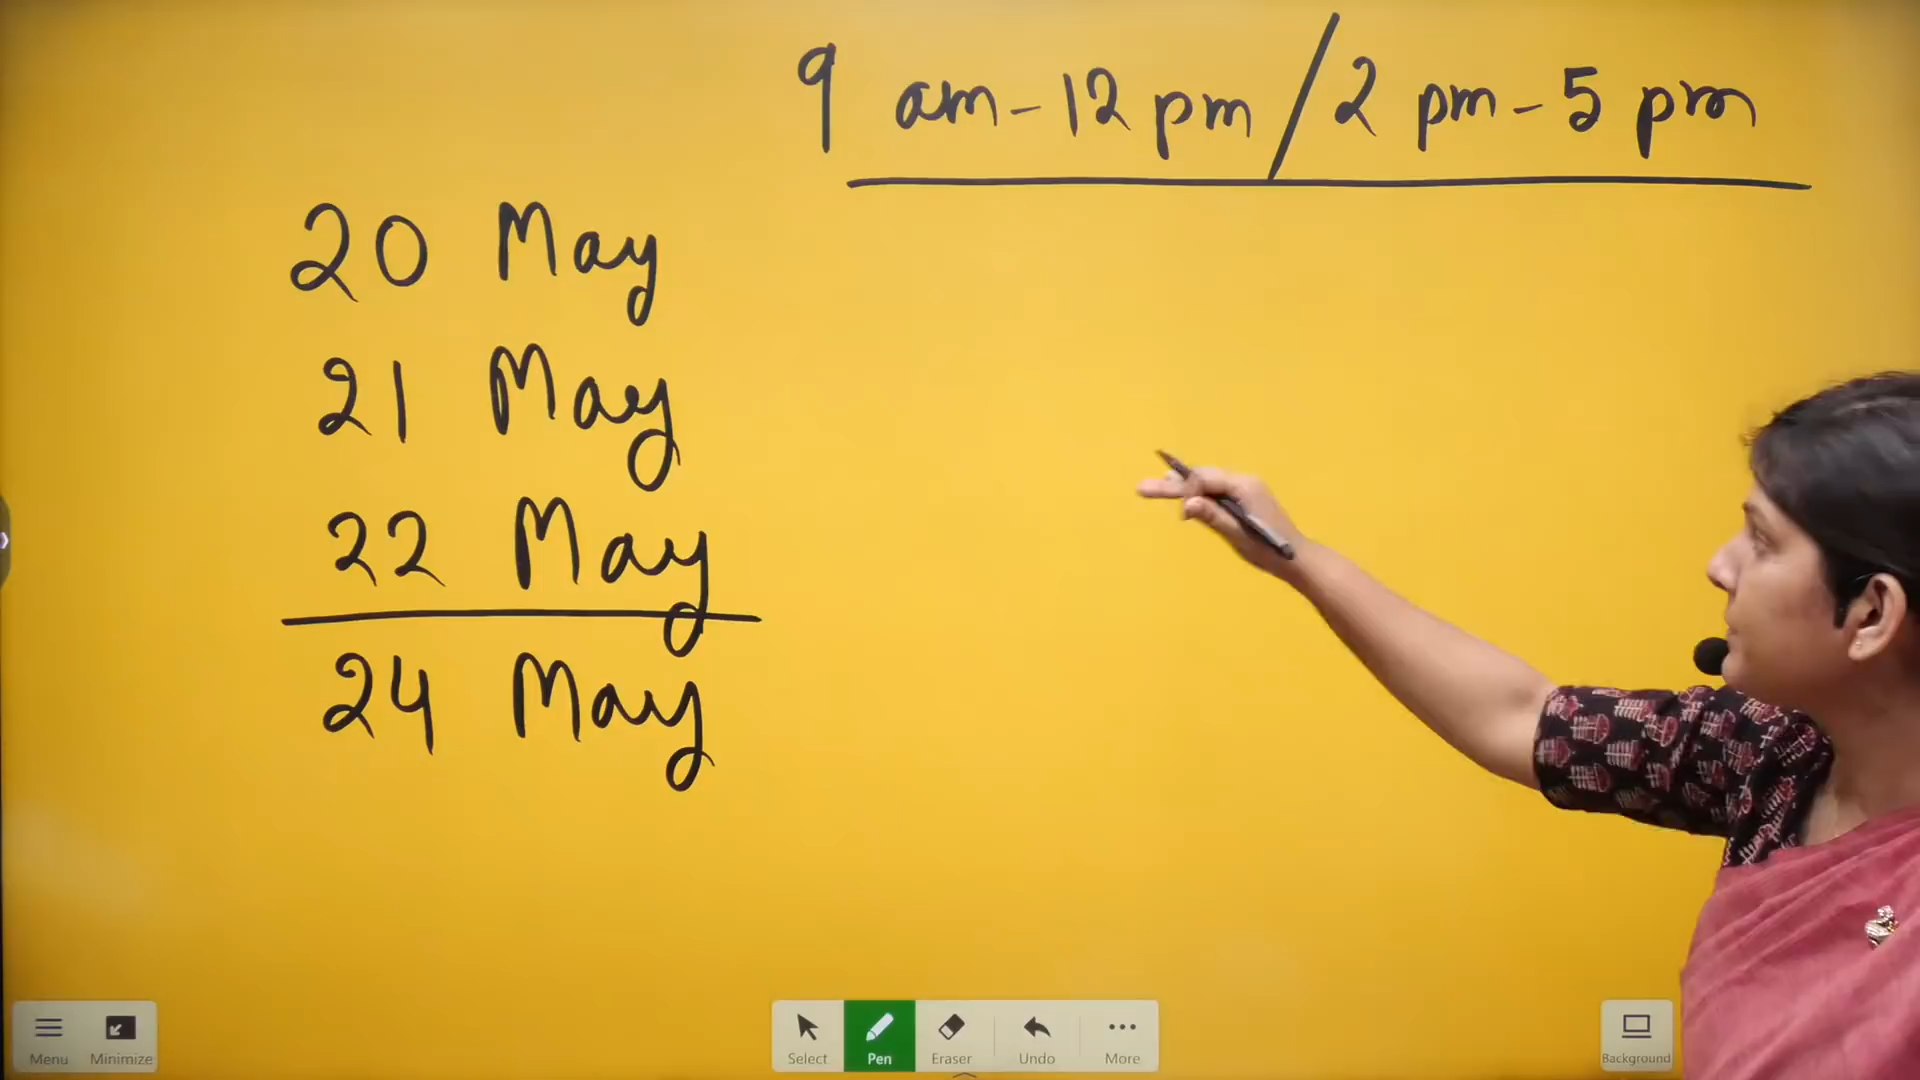 9 am - 12 pm / 2 pm - 5 pm
20 May
21 May
22 May
24 May
Menu
Minimize
Select
Pen
Eraser
Undo
More
Background